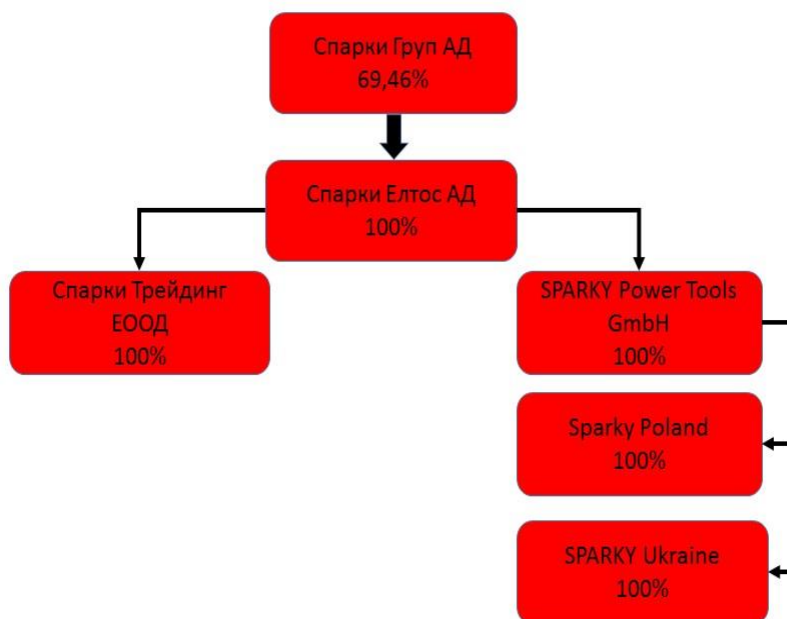 Спарки Груп АД
69,46%
Спарки Елтос АД
100%
Спарки Трейдинг
ЕООД
100%
SPARKY Power Tools
GmbH
100%
Sparky Poland
100%
SPARKY Ukraine
100%